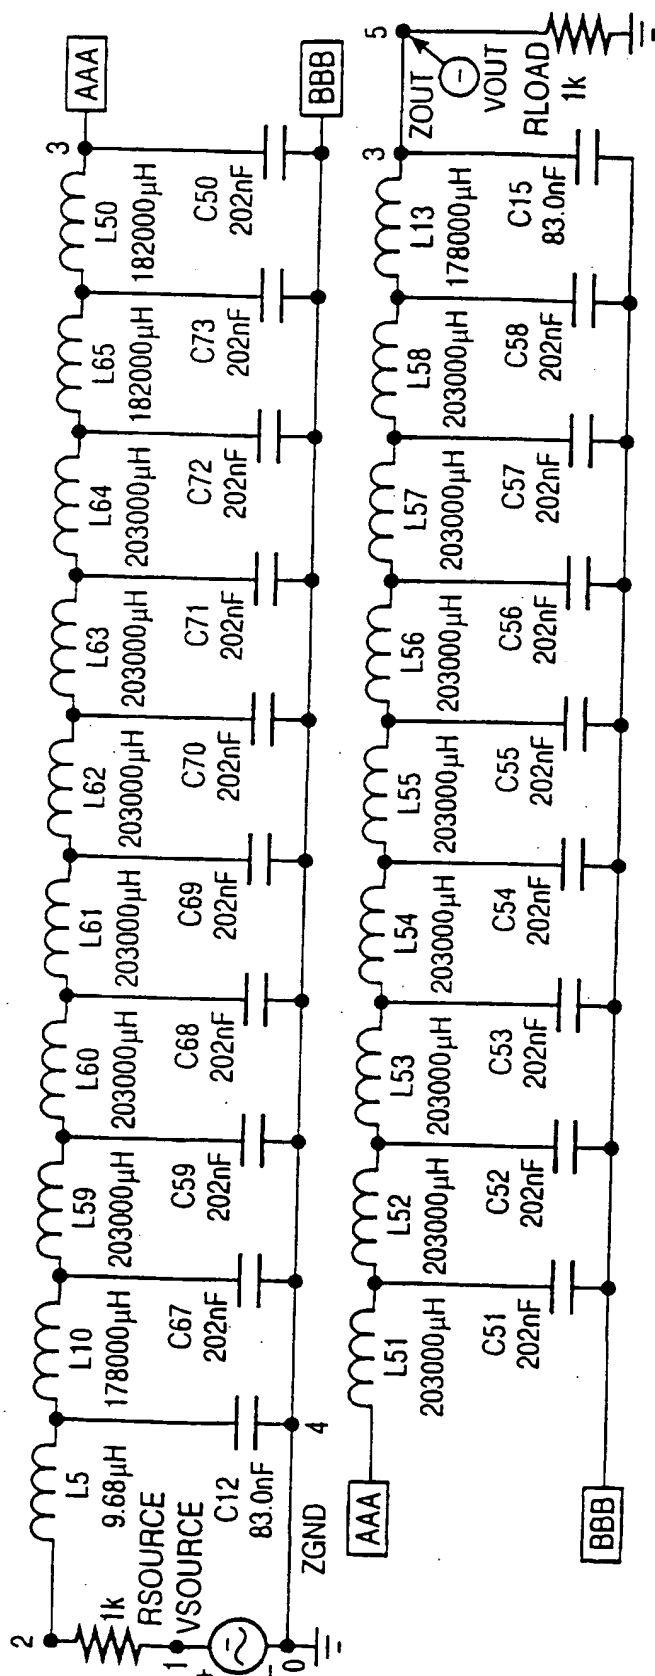 2
1k
RSOURCE
1
VSOURCE
+
~
-
0
ZGND
4
L5
9.68µH
C12
83.0nF
L10
178000µH
C67
202nF
L59
203000µH
C59
202nF
L60
203000µH
C68
202nF
L61
203000µH
C69
202nF
L62
203000µH
C70
202nF
L63
203000µH
C71
202nF
L64
203000µH
C72
202nF
L65
182000µH
C73
202nF
L50
182000µH
C50
202nF
3
AAA
BBB
AAA
BBB
L51
203000µH
C51
202nF
L52
203000µH
C52
202nF
L53
203000µH
C53
202nF
L54
203000µH
C54
202nF
L55
203000µH
C55
202nF
L56
203000µH
C56
202nF
L57
203000µH
C57
202nF
L58
203000µH
C58
202nF
L13
178000µH
C15
83.0nF
3
5
ZOUT
VOUT
RLOAD
1k